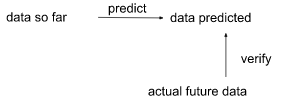 data so far
predict
data predicted
verify
actual future data